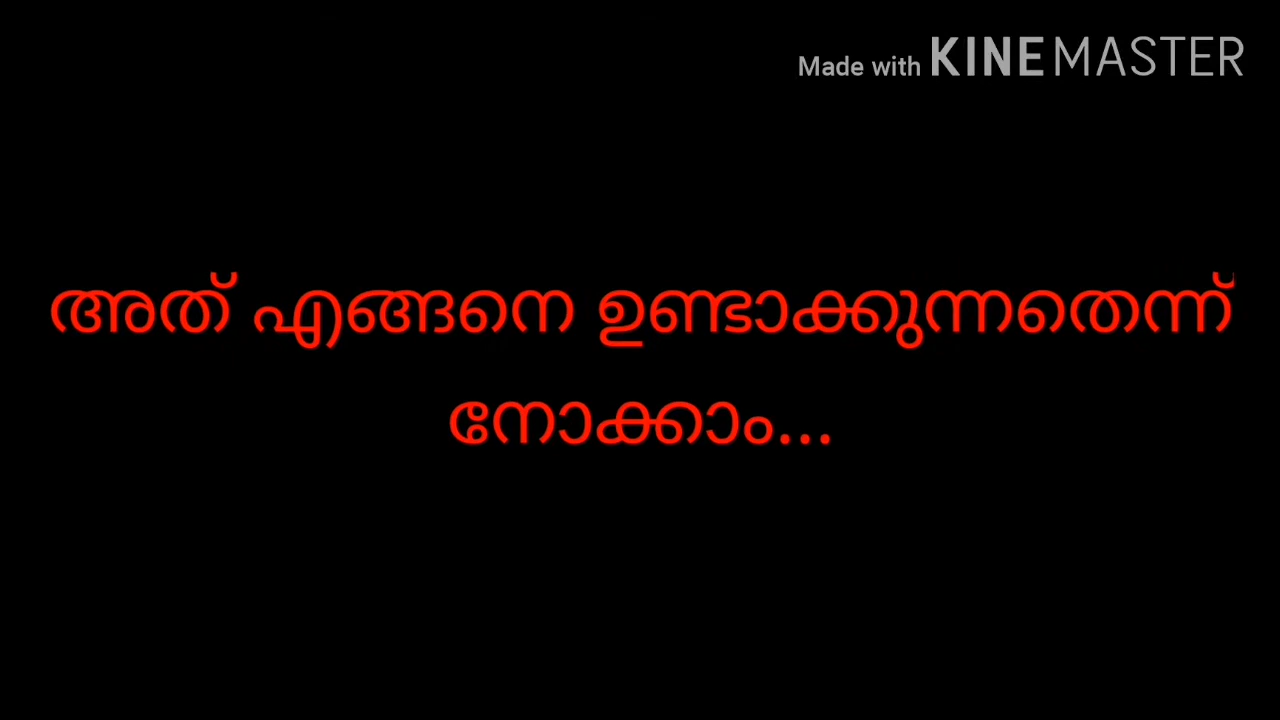 Made with KINEMASTER
അത് എങ്ങനെ ഉണ്ടാക്കുന്നതെന്ന്
നോക്കാം...